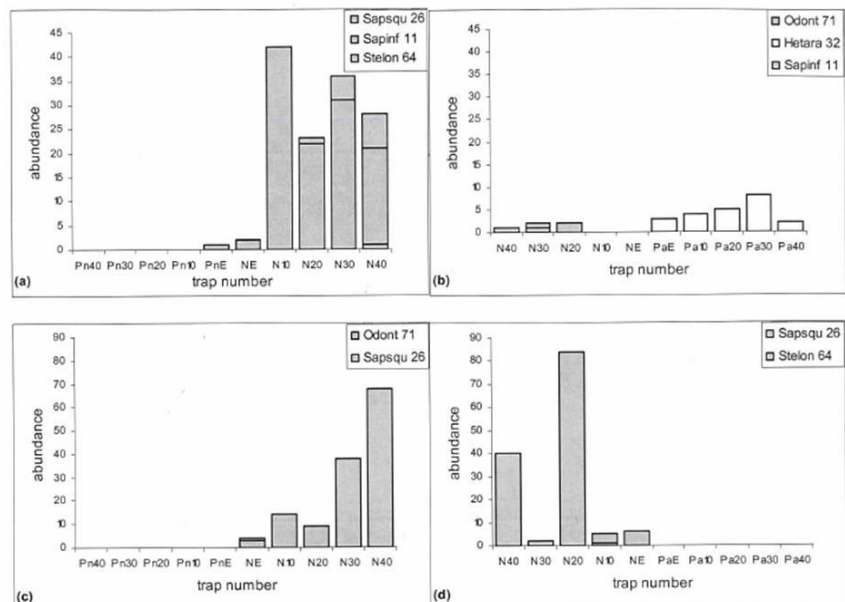 Sapsqu 26
Sapinf 11
Stelon 64
45
40
35
30
25
20
15
10
5
0
abundance
Pn40 Pn30 Pn20 Pn10 PnE NE N10 N20 N30 N40
trap number
(a)
Odont 71
Hetara 32
Sapinf 11
45
40
35
30
25
20
15
10
5
0
abundance
N40 N30 N20 N10 NE PaE Pa10 Pa20 Pa30 Pa40
trap number
(b)
Odont 71
Sapsqu 26
90
80
70
60
50
40
30
20
10
0
abundance
Pn40 Pn30 Pn20 Pn10 PnE NE N10 N20 N30 N40
trap number
(c)
Sapsqu 26
Stelon 64
90
80
70
60
50
40
30
20
10
0
abundance
N40 N30 N20 N10 NE PaE Pa10 Pa20 Pa30 Pa40
trap number
(d)